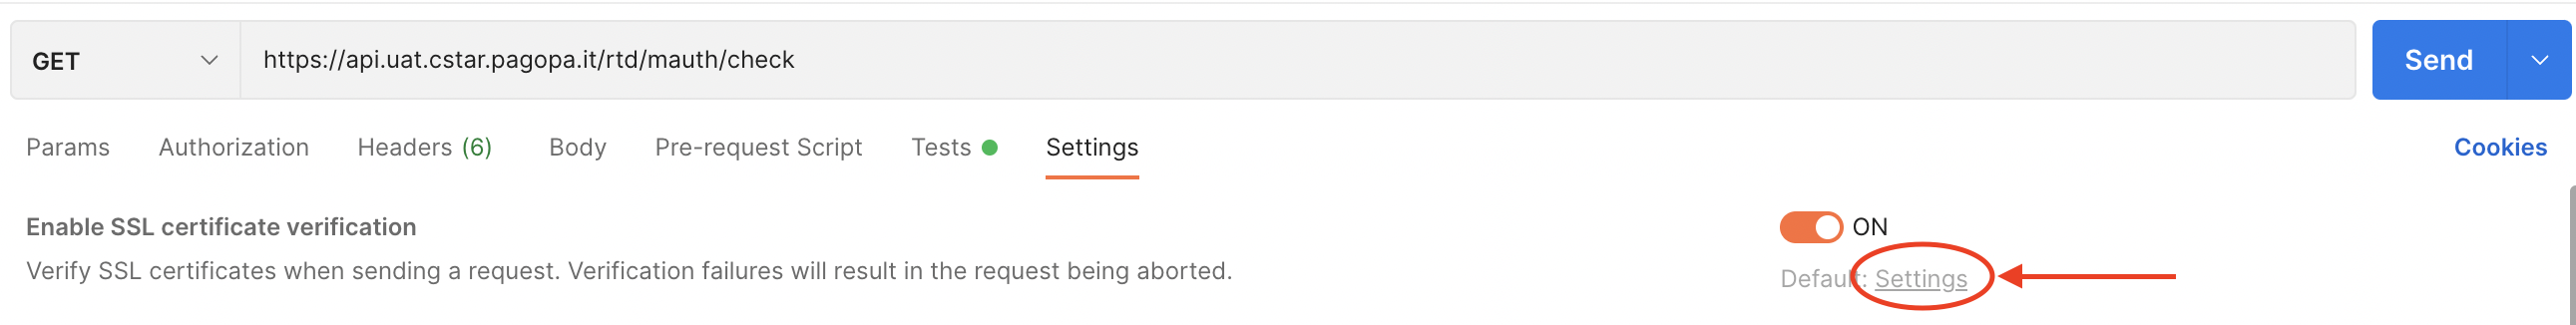 GET https://api.uat.cstar.pagopa.it/rtd/mauth/check Send
Params Authorization Headers (6) Body Pre-request Script Tests Settings Cookies
Enable SSL certificate verification ON
Verify SSL certificates when sending a request. Verification failures will result in the request being aborted. Default: Settings